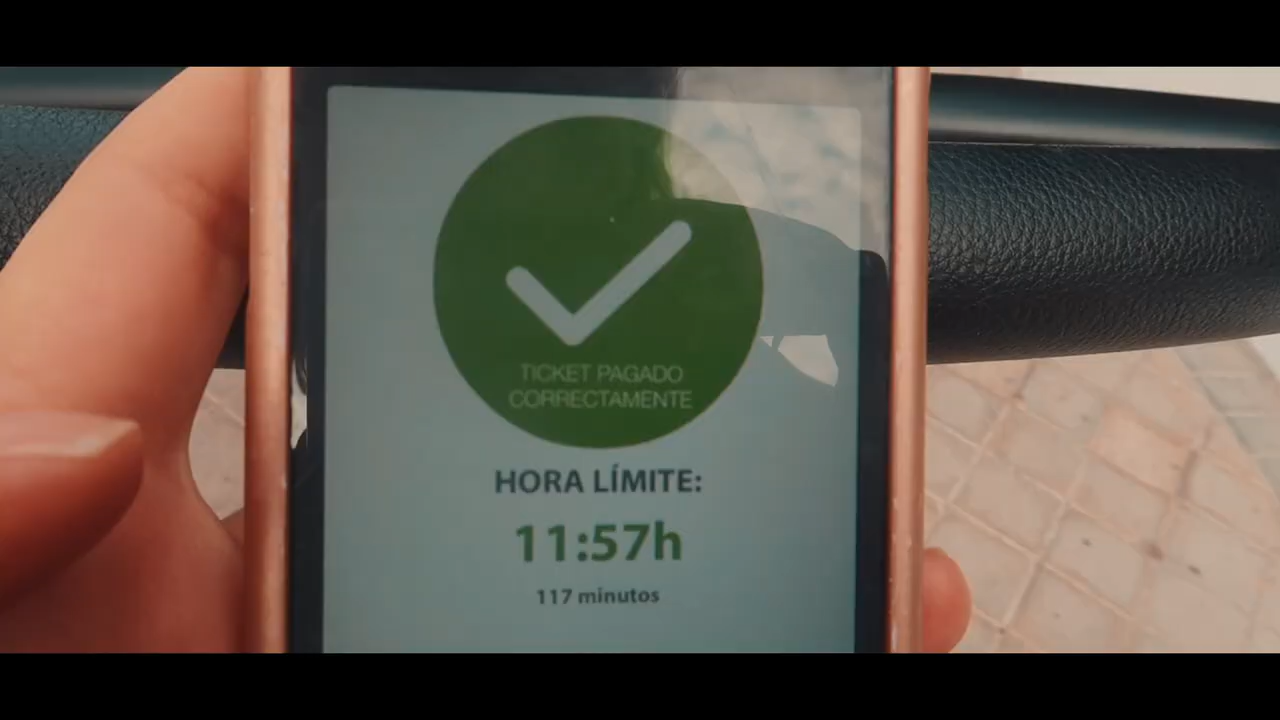 TICKET PAGADO
CORRECTAMENTE
HORA LÍMITE:
11:57h
117 minutos